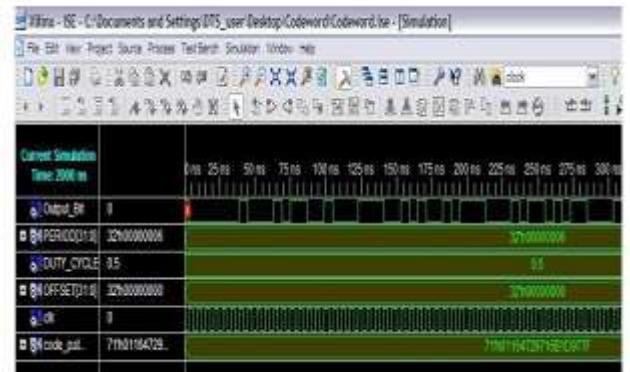 Xilinx - ISE - C:\Documents and Settings\DTS_user\Desktop\Codeword\Codeword.ise - [Simulation]
File Edit View Project Source Process Test Bench Simulation Window Help
clock
Current Simulation
Time: 2000 ns
0 ns 25 ns 50 ns 75 ns 100 ns 125 ns 150 ns 175 ns 200 ns 225 ns 250 ns 275 ns 300 ns
Output_Bit 0
PERIOD[31:0] 32'h00000006 32'h00000006
DUTY_CYCLE 0.5 0.5
OFFSET[31:0] 32'h00000000 32'h00000000
clk 0
code_out... 71'h01164729...